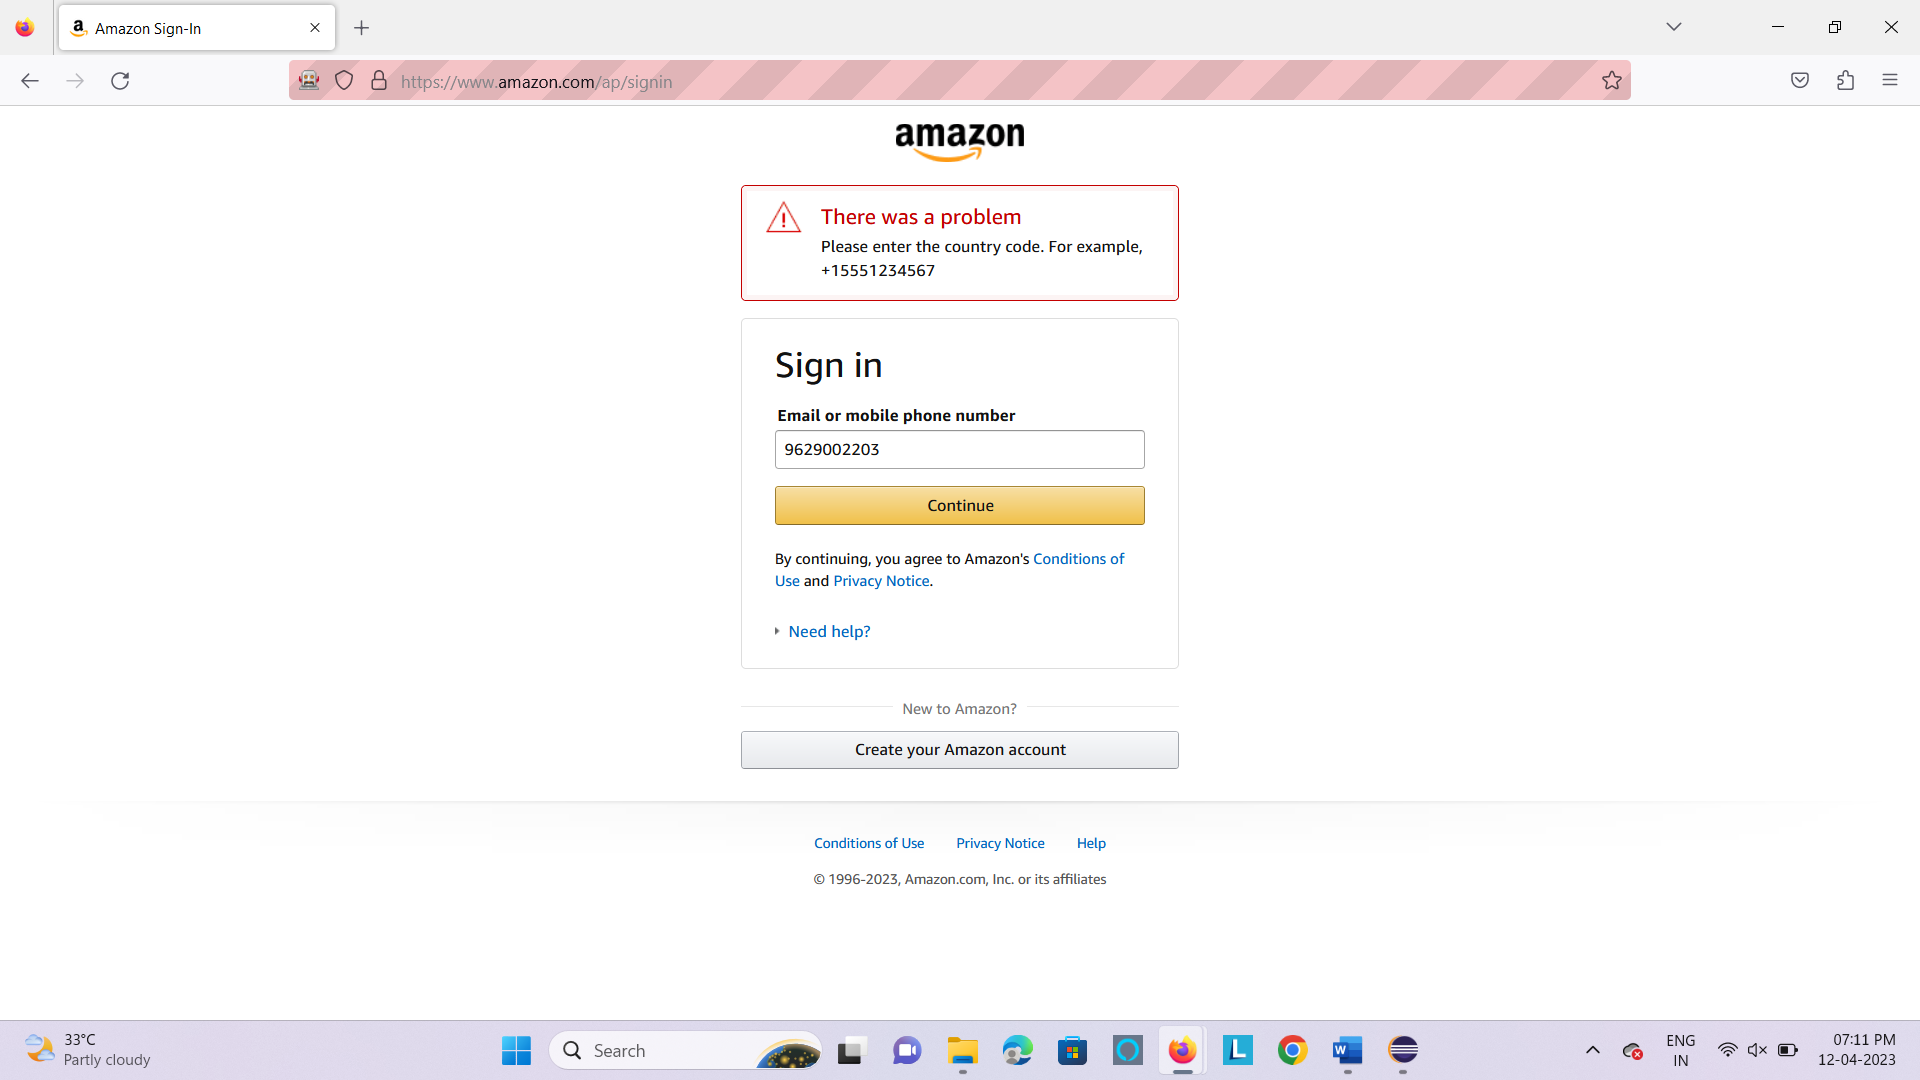 Amazon Sign-In
https://www.amazon.com/ap/signin
amazon
There was a problem
Please enter the country code. For example,
+15551234567
Sign in
Email or mobile phone number
9629002203
Continue
By continuing, you agree to Amazon's Conditions of
Use and Privacy Notice.
Need help?
New to Amazon?
Create your Amazon account
Conditions of Use Privacy Notice Help
© 1996-2023, Amazon.com, Inc. or its affiliates
33°C
Partly cloudy
Search
ENG
IN
07:11 PM
12-04-2023